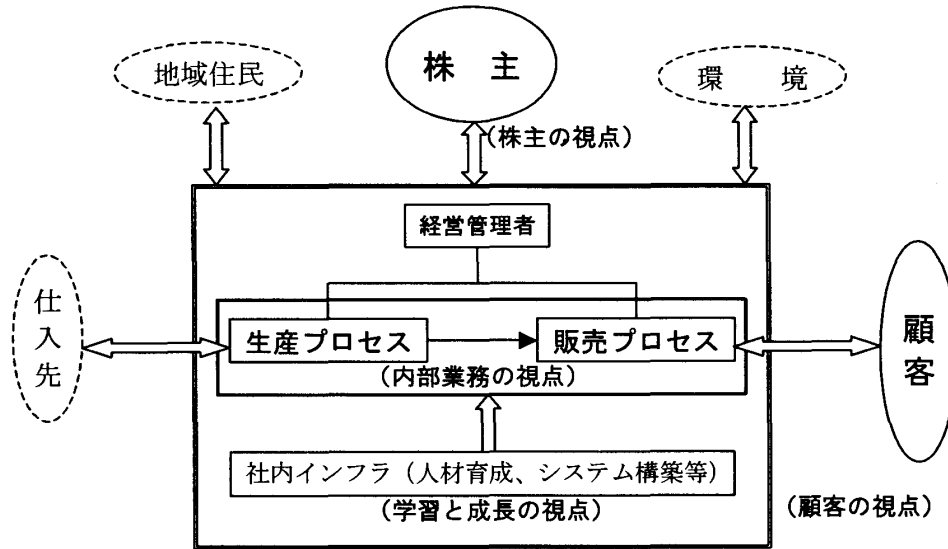 株　主
地域住民
環　　境
（株主の視点）
経営管理者
仕入先
生産プロセス
販売プロセス
顧客
（内部業務の視点）
社内インフラ（人材育成、システム構築等）
（学習と成長の視点）
（顧客の視点）